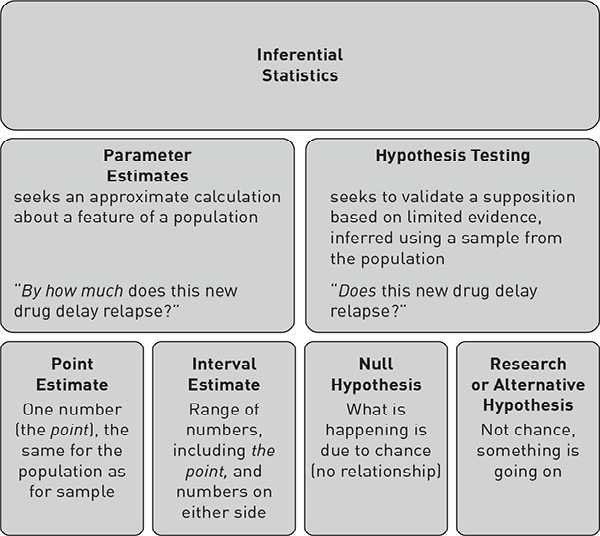 Inferential
Statistics
Parameter
Estimates
seeks an approximate calculation
about a feature of a population
"By how much does this new
drug delay relapse?"
Hypothesis Testing
seeks to validate a supposition
based on limited evidence,
inferred using a sample from
the population
"Does this new drug delay
relapse?"
Point
Estimate
One number
(the point), the
same for the
population as
for sample
Interval
Estimate
Range of
numbers,
including the
point, and
numbers on
either side
Null
Hypothesis
What is
happening is
due to chance
(no relationship)
Research
or Alternative
Hypothesis
Not chance,
something is
going on